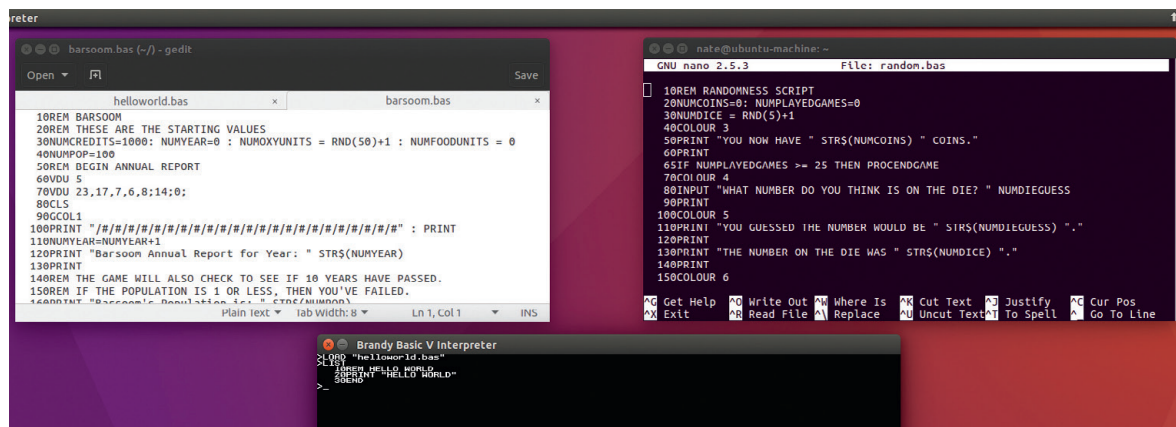 preter
barsoom.bas (~/) - gedit
Open
Save
helloworld.bas × barsoom.bas ×
10REM BARSOOM
20REM THESE ARE THE STARTING VALUES
30NUMCREDITS=1000: NUMYEAR=0 : NUMOXYUNITS = RND(50)+1 : NUMFOODUNITS = 0
40NUMPOP=100
50REM BEGIN ANNUAL REPORT
60VDU 5
70VDU 23,17,7,6,8;14;0;
80CLS
90GCOL1
100PRINT "/#/#/#/#/#/#/#/#/#/#/#/#/#/#/#/#/#/#/#/#/#/#/#" : PRINT
110NUMYEAR=NUMYEAR+1
120PRINT "Barsoom Annual Report for Year: " STR$(NUMYEAR)
130PRINT
140REM THE GAME WILL ALSO CHECK TO SEE IF 10 YEARS HAVE PASSED.
150REM IF THE POPULATION IS 1 OR LESS, THEN YOU'VE FAILED.
160PRINT "Barsoom's Population is: " STR$(NUMPOP)
Plain Text Tab Width: 8 Ln 1, Col 1 INS
nate@ubuntu-machine: ~
GNU nano 2.5.3 File: random.bas
10REM RANDOMNESS SCRIPT
20NUMCOINS=0: NUMPLAYEDGAMES=0
30NUMDICE = RND(5)+1
40COLOUR 3
50PRINT "YOU NOW HAVE " STR$(NUMCOINS) " COINS."
60PRINT
65IF NUMPLAYEDGAMES >= 25 THEN PROCENDGAME
70COLOUR 4
80INPUT "WHAT NUMBER DO YOU THINK IS ON THE DIE? " NUMDIEGUESS
90PRINT
100COLOUR 5
110PRINT "YOU GUESSED THE NUMBER WOULD BE " STR$(NUMDIEGUESS) "."
120PRINT
130PRINT "THE NUMBER ON THE DIE WAS " STR$(NUMDICE) "."
140PRINT
150COLOUR 6
^G Get Help ^O Write Out ^W Where Is ^K Cut Text ^J Justify ^C Cur Pos
^X Exit ^R Read File ^\ Replace ^U Uncut Text ^T To Spell ^_ Go To Line
Brandy Basic V Interpreter
>LOAD "helloworld.bas"
>LIST
10REM HELLO WORLD
20PRINT "HELLO WORLD"
30END
>_